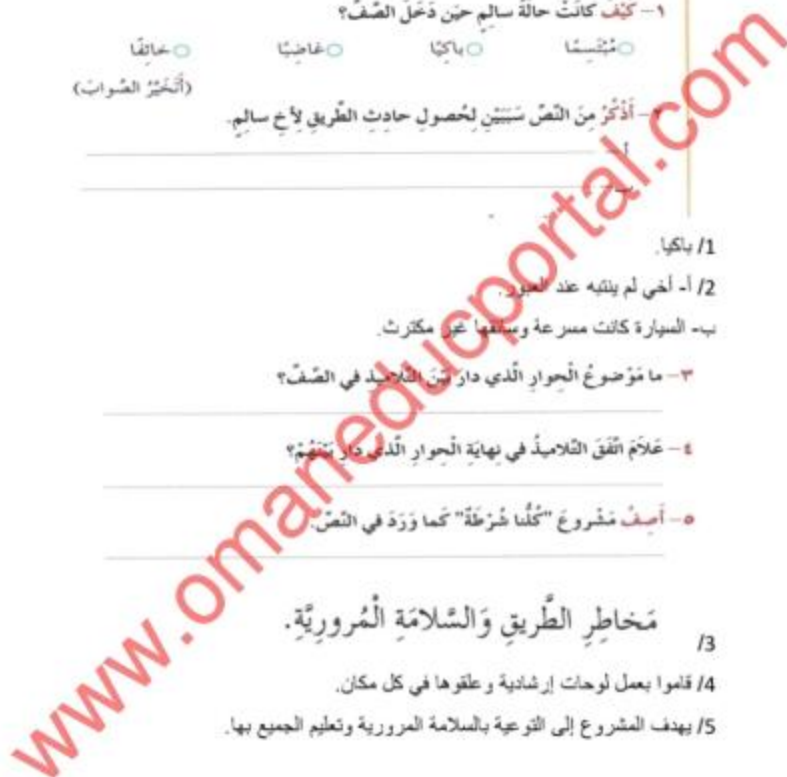 ١– كَيْفَ كانَتْ حالَةُ سالِمٍ حينَ دَخَلَ الصَّفَّ؟
مُبْتَسِمًا باكِيًا غاضِبًا خائِفًا
(أَتَخَيَّرُ الصَّوابَ)
٢– أَذْكُرُ مِنَ النَّصِّ سَبَبَيْنِ لِحُصولِ حادِثِ الطَّريقِ لِأَخِ سالِمٍ.
أ–
ب–
1/ باكيا.
2/ أ- أخي لم ينتبه عند العبور.
ب- السيارة كانت مسرعة وسائقها غير مكترث.
٣– ما مَوْضوعُ الْحِوارِ الَّذي دارَ بَيْنَ التَّلاميذِ في الصَّفِّ؟
٤– عَلامَ اتَّفَقَ التَّلاميذُ في نِهايَةِ الْحِوارِ الَّذي دارَ بَيْنَهُمْ؟
٥– أَصِفُ مَشْروعَ "كُلُّنا شُرْطَةٌ" كَما وَرَدَ في النَّصِّ.
3/ مَخاطِرِ الطَّريقِ وَالسَّلامَةِ الْمُرورِيَّةِ.
4/ قاموا بعمل لوحات إرشادية وعلقوها في كل مكان.
5/ يهدف المشروع إلى التوعية بالسلامة المرورية وتعليم الجميع بها.
www.omaneducportal.com